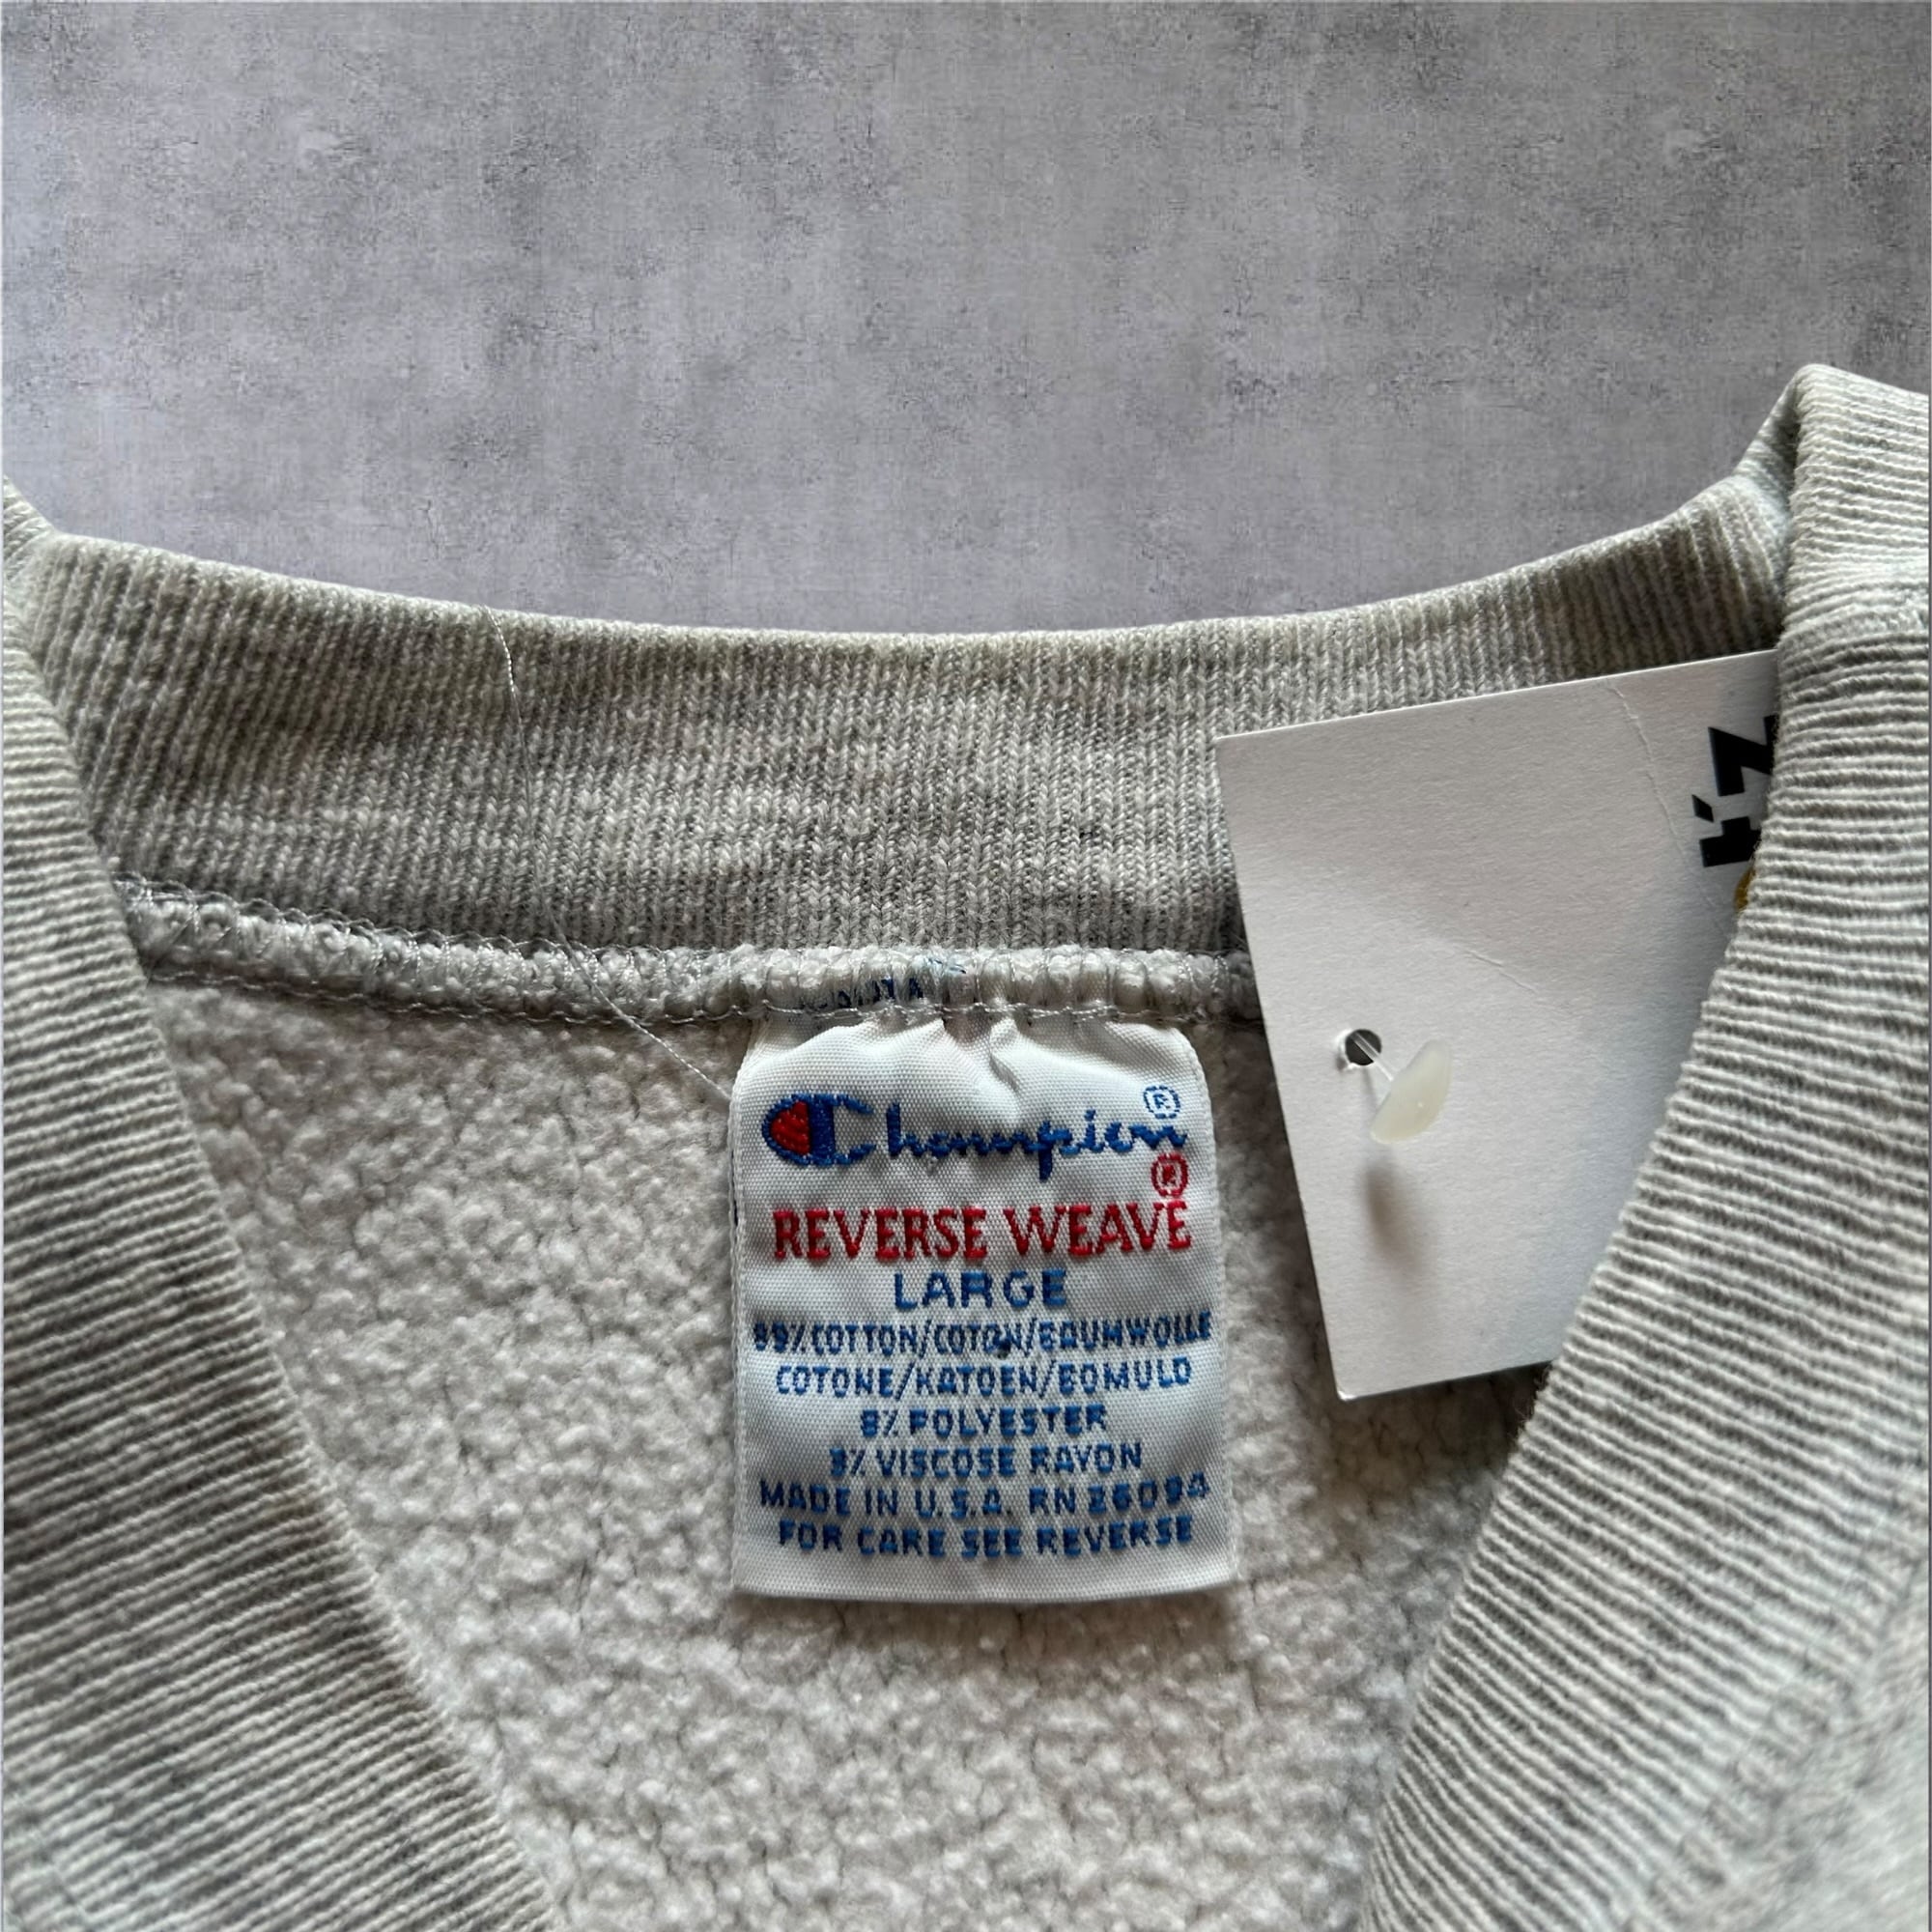 Champion®
REVERSE WEAVE®
LARGE
89% COTTON/COTON/BAUMWOLLE
COTONE/KATOEN/BOMULD
8% POLYESTER
3% VISCOSE RAYON
MADE IN U.S.A. RN 26094
FOR CARE SEE REVERSE
t'z